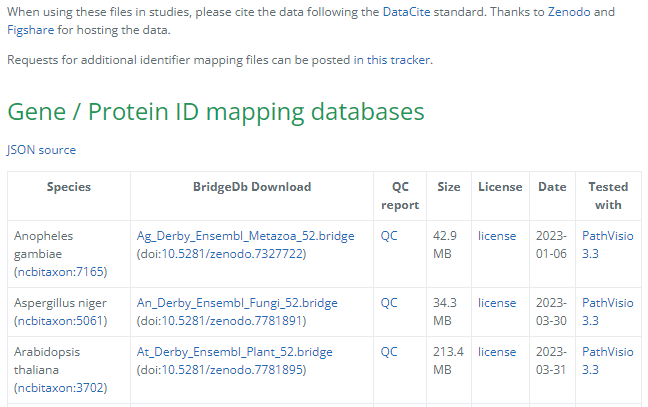 When using these files in studies, please cite the data following the DataCite standard. Thanks to Zenodo and
Figshare for hosting the data.
Requests for additional identifier mapping files can be posted in this tracker.
Gene / Protein ID mapping databases
JSON source
Species BridgeDb Download QC report Size License Date Tested with
Anopheles gambiae (ncbitaxon:7165) Ag_Derby_Ensembl_Metazoa_52.bridge (doi:10.5281/zenodo.7327722) QC 42.9 MB license 2023-01-06 PathVisio 3.3
Aspergillus niger (ncbitaxon:5061) An_Derby_Ensembl_Fungi_52.bridge (doi:10.5281/zenodo.7781891) QC 34.3 MB license 2023-03-30 PathVisio 3.3
Arabidopsis thaliana (ncbitaxon:3702) At_Derby_Ensembl_Plant_52.bridge (doi:10.5281/zenodo.7781895) QC 213.4 MB license 2023-03-31 PathVisio 3.3